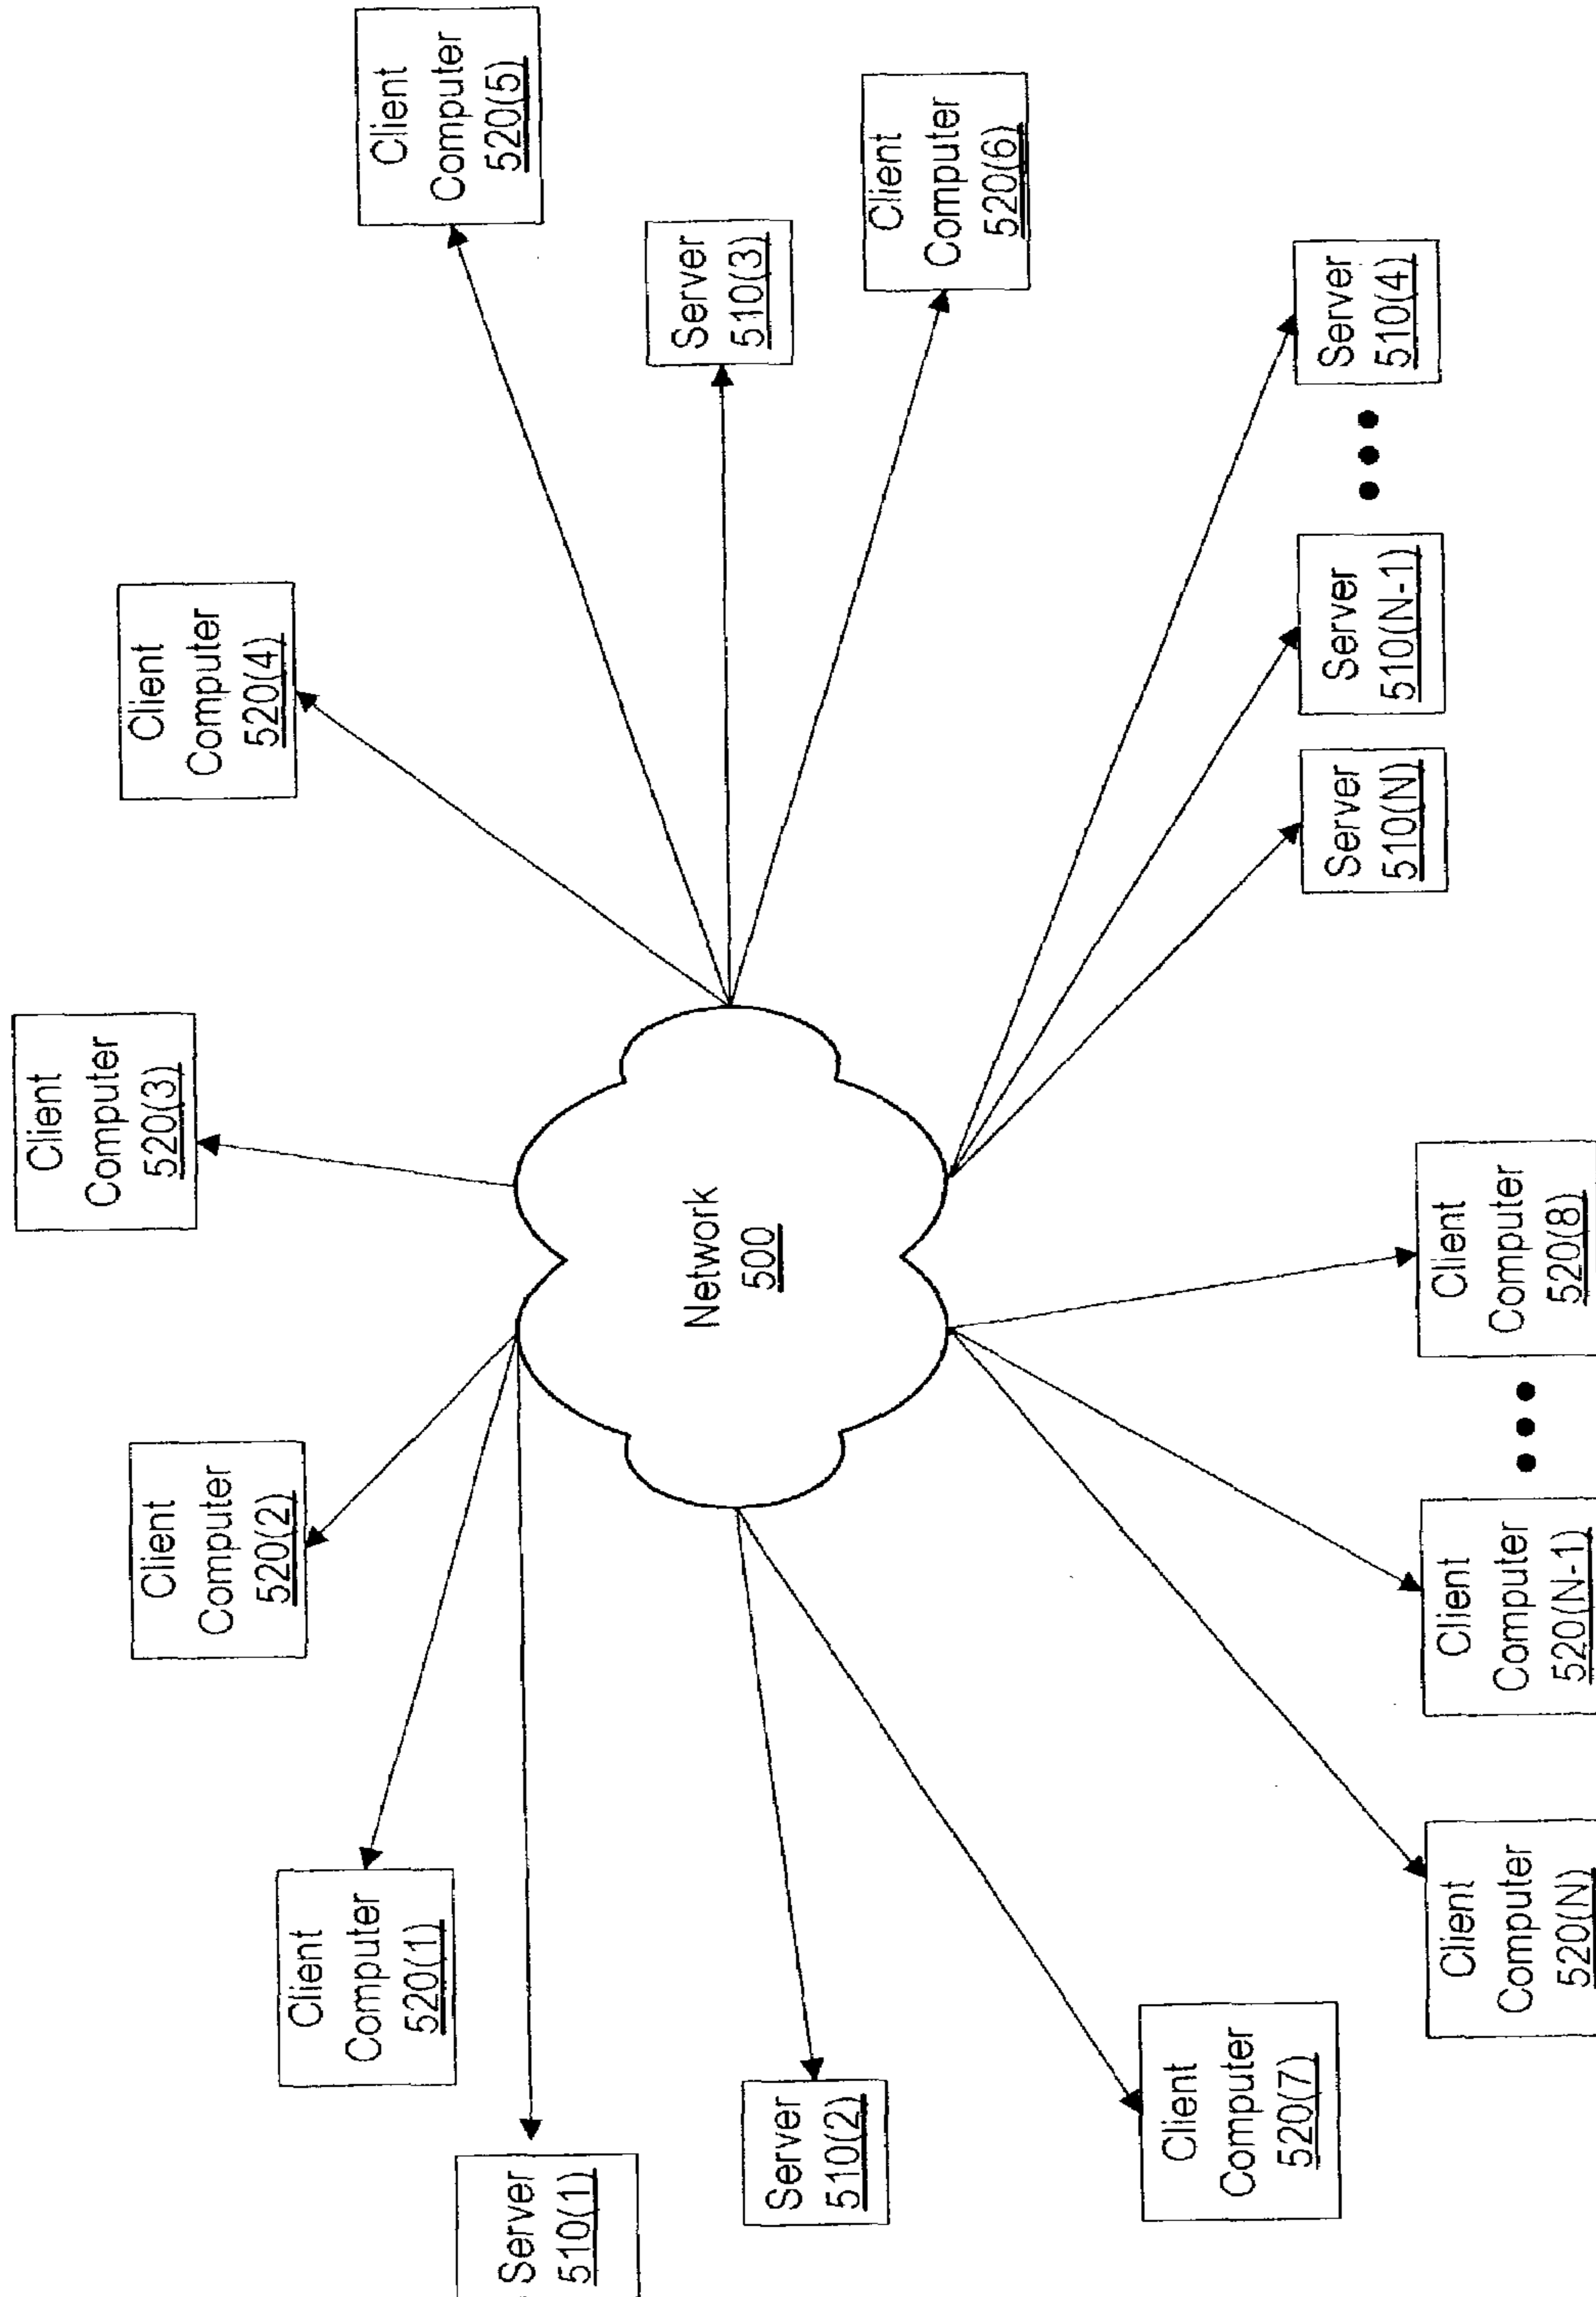 Client
Computer
520(3)
Client
Computer
520(2)
Client
Computer
520(4)
Client
Computer
520(1)
Client
Computer
520(5)
Server
510(1)
Network
500
Server
510(3)
Server
510(2)
Client
Computer
520(6)
Client
Computer
520(7)
Server
510(N)
Server
510(N-1)
Server
510(4)
Client
Computer
520(N)
Client
Computer
520(N-1)
Client
Computer
520(8)